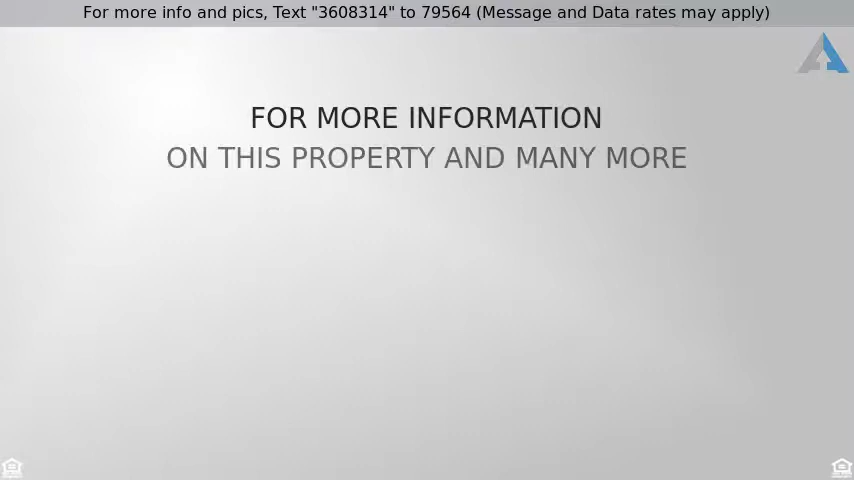 For more info and pics, Text "3608314" to 79564 (Message and Data rates may apply)
FOR MORE INFORMATION
ON THIS PROPERTY AND MANY MORE